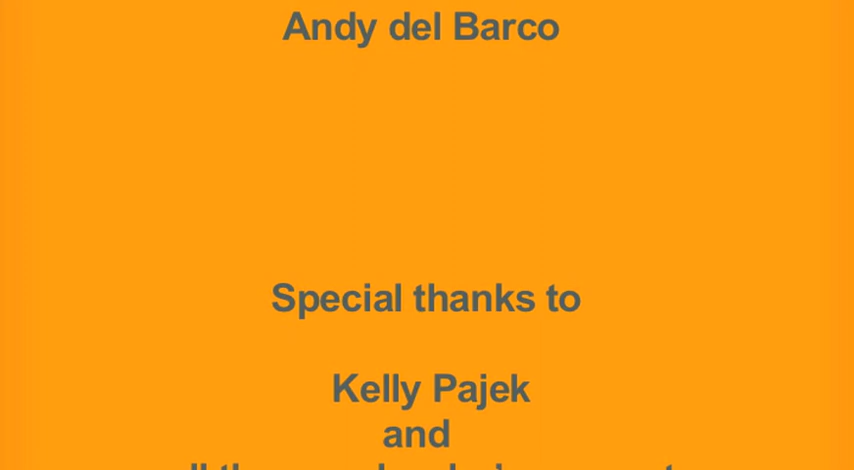 Andy del Barco
Special thanks to
Kelly Pajek
and